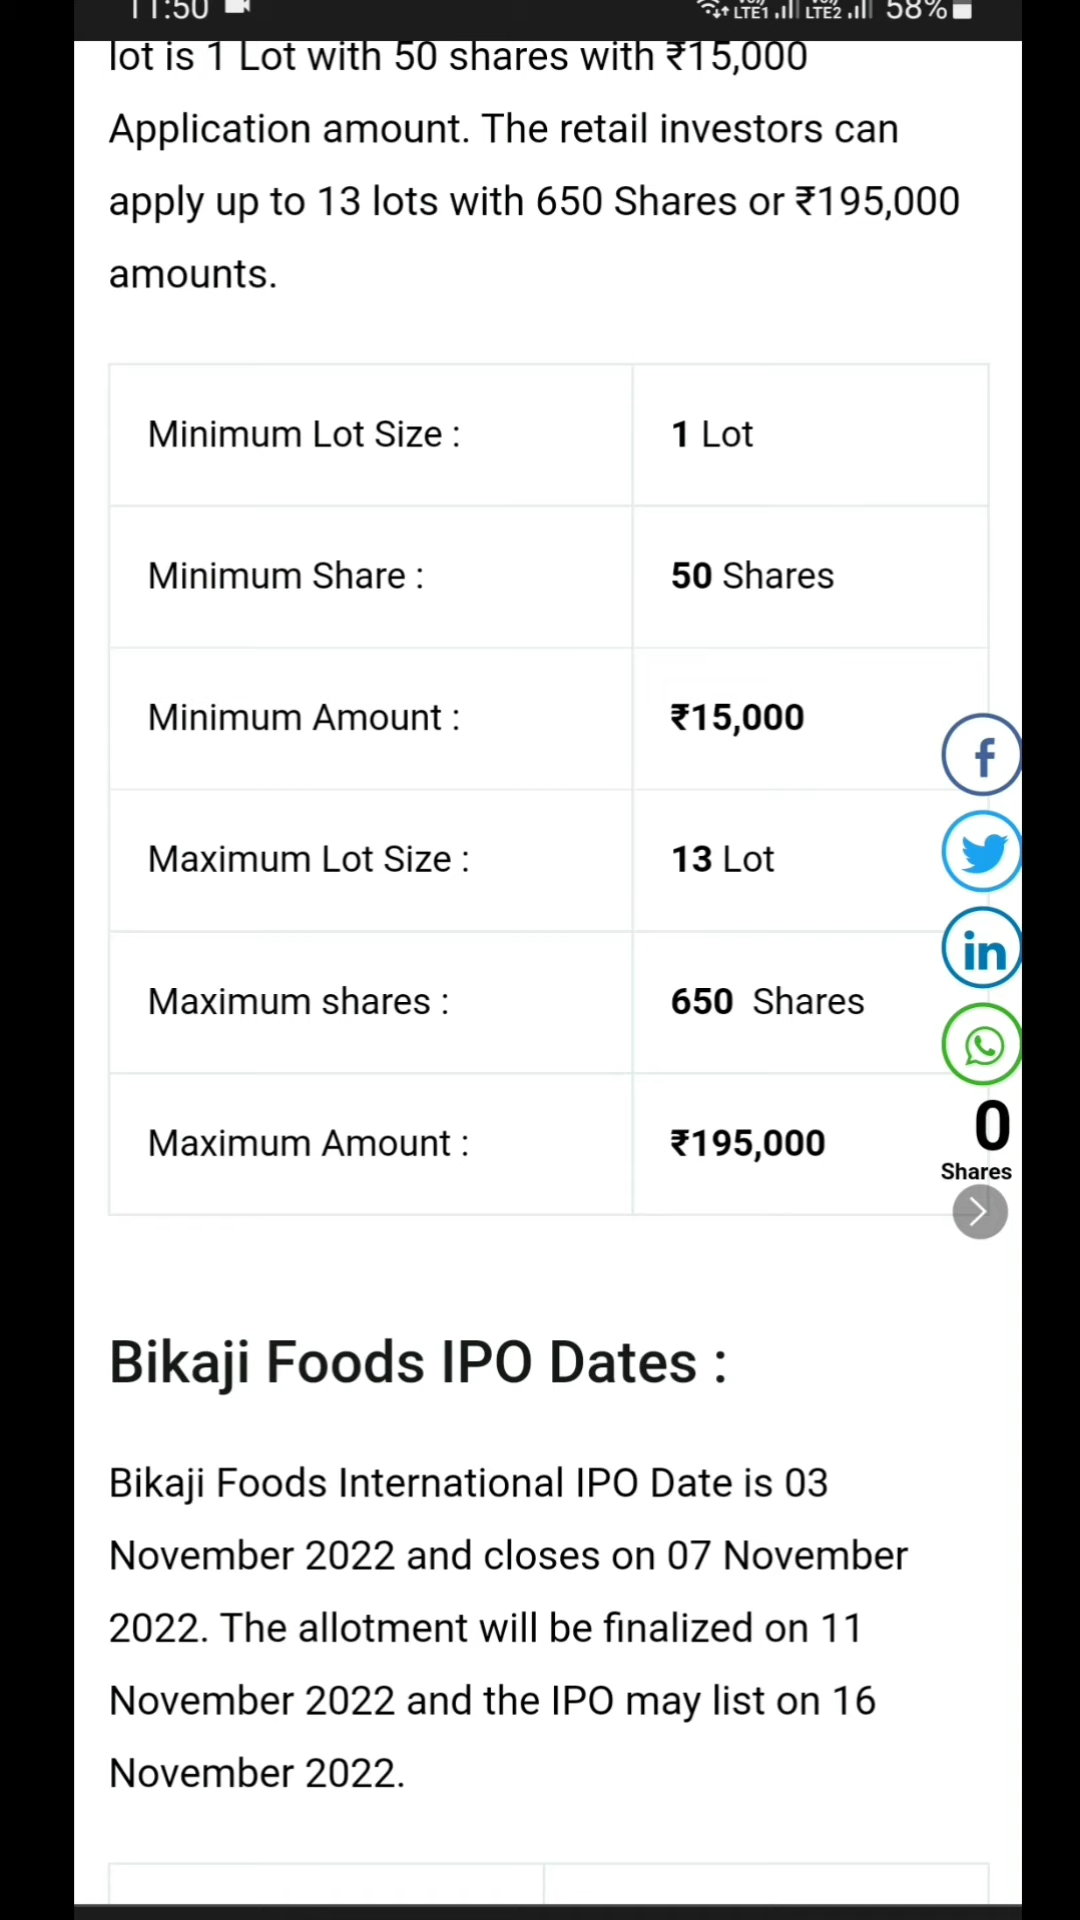 11:50 LTE1 LTE2 58%
lot is 1 Lot with 50 shares with ₹15,000
Application amount. The retail investors can
apply up to 13 lots with 650 Shares or ₹195,000
amounts.
Minimum Lot Size : 1 Lot
Minimum Share : 50 Shares
Minimum Amount : ₹15,000
f
Maximum Lot Size : 13 Lot
in
Maximum shares : 650 Shares
Maximum Amount : ₹195,000
0
Shares
Bikaji Foods IPO Dates :
Bikaji Foods International IPO Date is 03
November 2022 and closes on 07 November
2022. The allotment will be finalized on 11
November 2022 and the IPO may list on 16
November 2022.